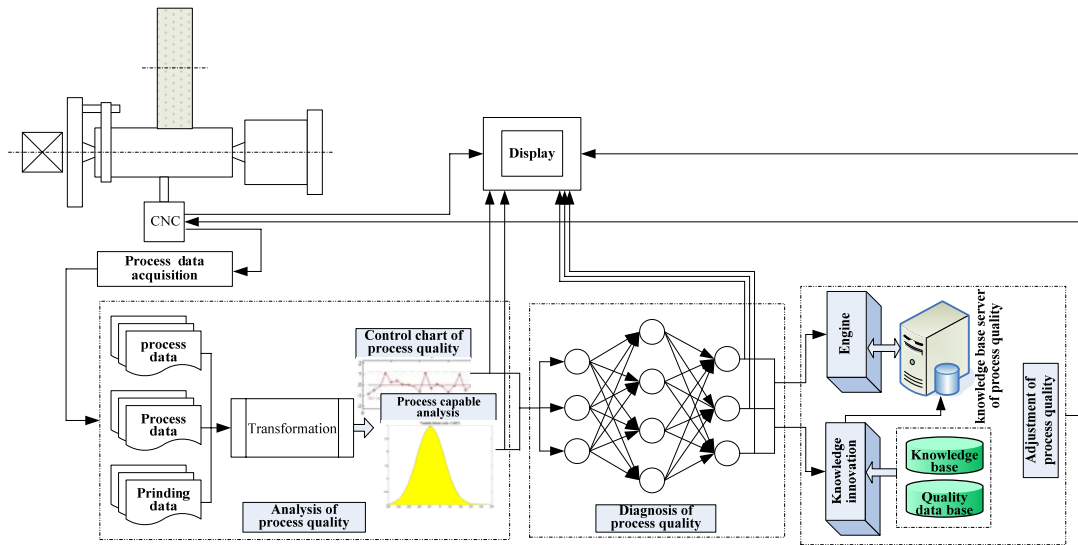 Display
CNC
Process data
acquisition
process
data
Process
data
Prinding
data
Transformation
Control chart of
process quality
Process capable
analysis
Analysis of
process quality
Diagnosis of
process quality
Engine
knowledge base server
of process quality
Knowledge
innovation
Knowledge
base
Quality
data base
Adjustment of
process quality